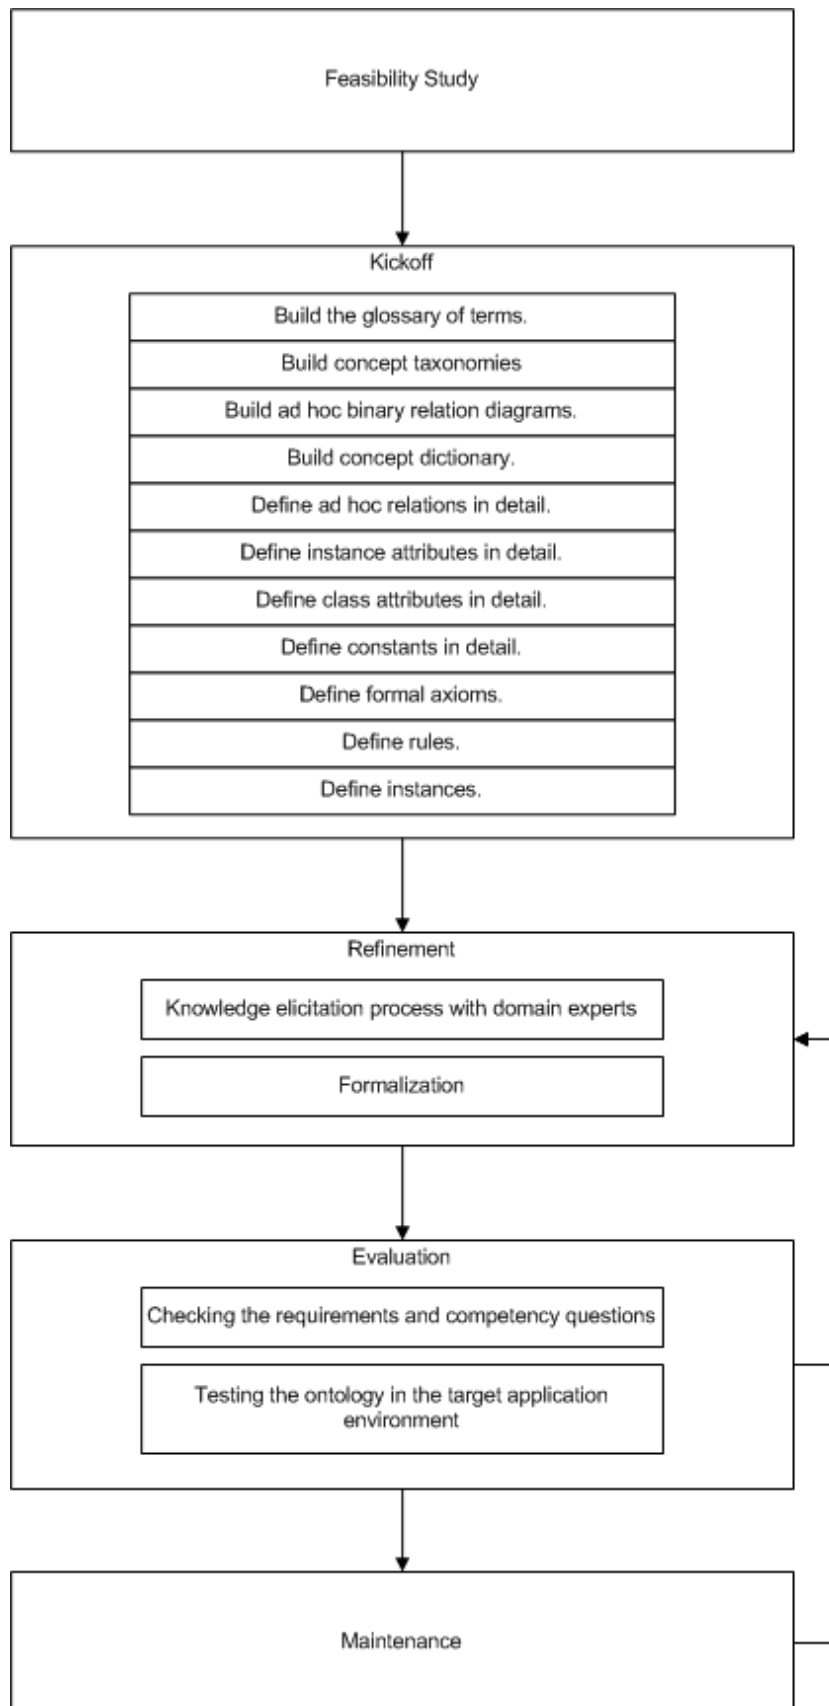 Feasibility Study
Kickoff
Build the glossary of terms.
Build concept taxonomies
Build ad hoc binary relation diagrams.
Build concept dictionary.
Define ad hoc relations in detail.
Define instance attributes in detail.
Define class attributes in detail.
Define constants in detail.
Define formal axioms.
Define rules.
Define instances.
Refinement
Knowledge elicitation process with domain experts
Formalization
Evaluation
Checking the requirements and competency questions
Testing the ontology in the target application
environment
Maintenance